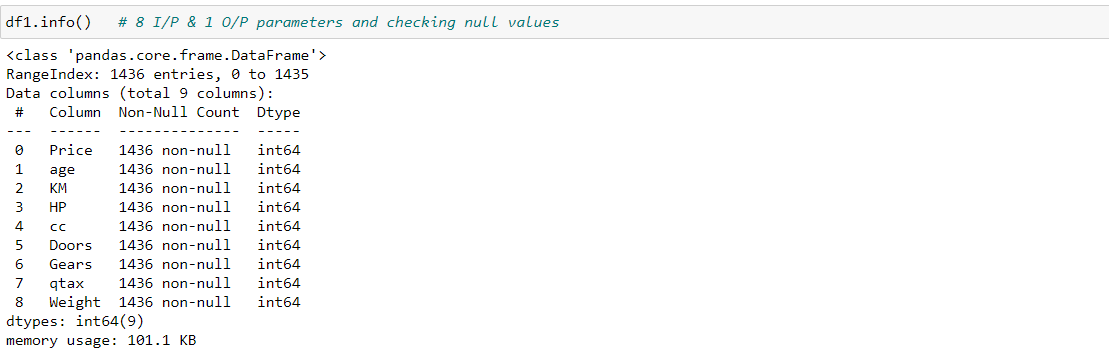 df1.info()   # 8 I/P & 1 O/P parameters and checking null values
<class 'pandas.core.frame.DataFrame'>
RangeIndex: 1436 entries, 0 to 1435
Data columns (total 9 columns):
 #   Column  Non-Null Count  Dtype
---  ------  --------------  -----
 0   Price   1436 non-null   int64
 1   age     1436 non-null   int64
 2   KM      1436 non-null   int64
 3   HP      1436 non-null   int64
 4   cc      1436 non-null   int64
 5   Doors   1436 non-null   int64
 6   Gears   1436 non-null   int64
 7   qtax    1436 non-null   int64
 8   Weight  1436 non-null   int64
dtypes: int64(9)
memory usage: 101.1 KB